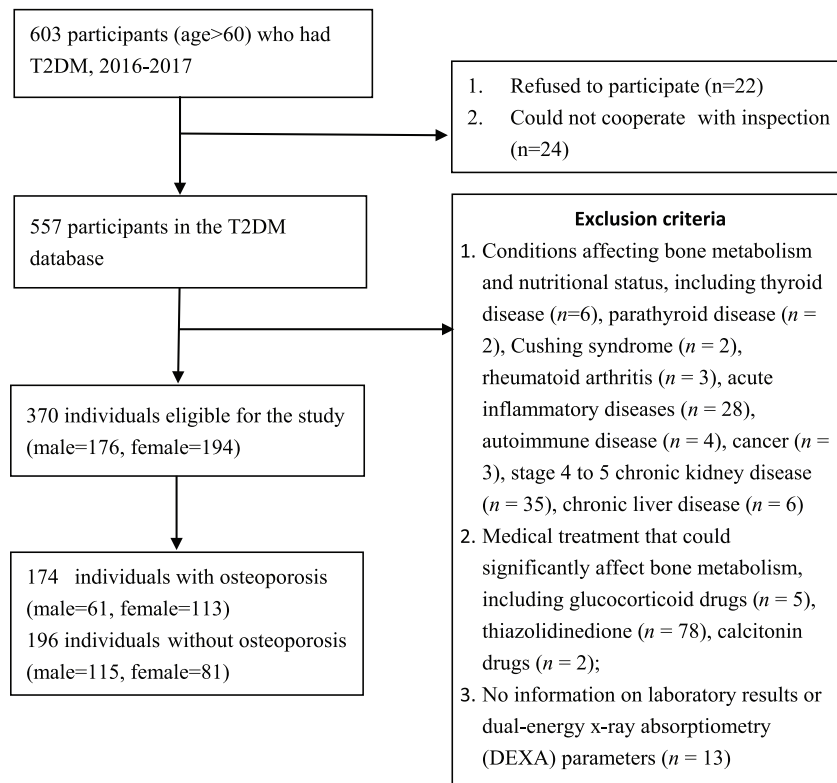 603 participants (age>60) who had
T2DM, 2016-2017
1. Refused to participate (n=22)
2. Could not cooperate with inspection
(n=24)
557 participants in the T2DM
database
Exclusion criteria
1. Conditions affecting bone metabolism
and nutritional status, including thyroid
disease (n=6), parathyroid disease (n =
2), Cushing syndrome (n = 2),
rheumatoid arthritis (n = 3), acute
inflammatory diseases (n = 28),
autoimmune disease (n = 4), cancer (n =
3), stage 4 to 5 chronic kidney disease
(n = 35), chronic liver disease (n = 6)
2. Medical treatment that could
significantly affect bone metabolism,
including glucocorticoid drugs (n = 5),
thiazolidinedione (n = 78), calcitonin
drugs (n = 2);
3. No information on laboratory results or
dual-energy x-ray absorptiometry
(DEXA) parameters (n = 13)
370 individuals eligible for the study
(male=176, female=194)
174 individuals with osteoporosis
(male=61, female=113)
196 individuals without osteoporosis
(male=115, female=81)